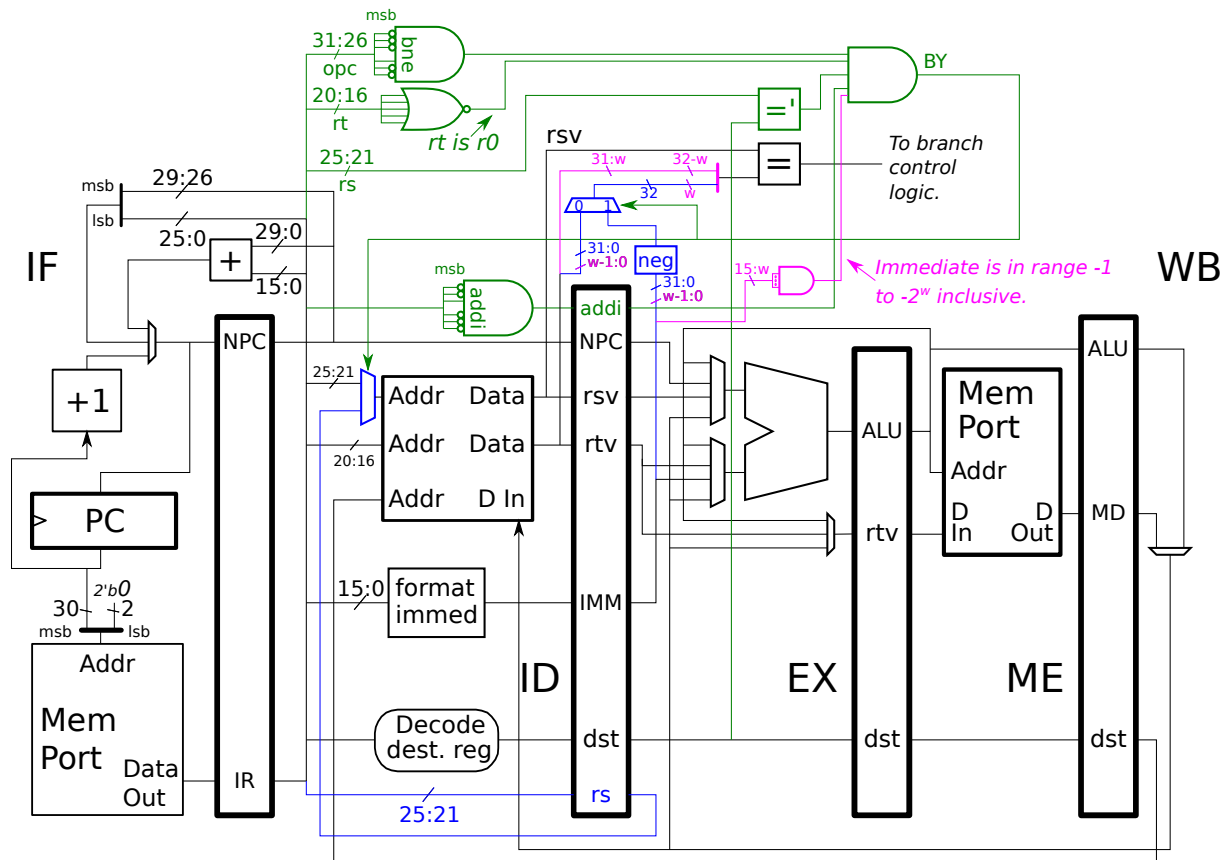 msb
31:26
opc
bne
BY
20:16
rt
rt is r0
='
rsv
=
To branch
control
logic.
25:21
rs
31:w
32-w
32
w
msb
29:26
lsb
25:0
29:0
15:0
+
0 1
31:0
w-1:0
neg
31:0
w-1:0
15:w
Immediate is in range -1
to -2w inclusive.
IF
WB
msb
addi
addi
NPC
NPC
ALU
+1
25:21
Addr
Data
rsv
Addr
Data
rtv
20:16
Addr
D In
ALU
Mem
Port
Addr
D
In
D
Out
MD
rtv
PC
30
2'b0
2
msb
lsb
Addr
Mem
Port
Data
Out
15:0
format
immed
IMM
ID
EX
ME
Decode
dest. reg
dst
dst
dst
IR
25:21
rs